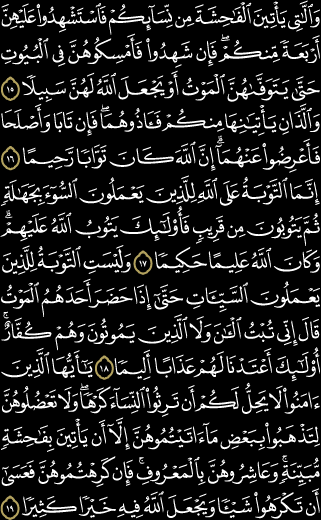 وَٱلَّٰتِى يَأْتِينَ ٱلْفَٰحِشَةَ مِن نِّسَآئِكُمْ فَٱسْتَشْهِدُوا۟ عَلَيْهِنَّ
أَرْبَعَةً مِّنكُمْ ۖ فَإِن شَهِدُوا۟ فَأَمْسِكُوهُنَّ فِى ٱلْبُيُوتِ
حَتَّىٰ يَتَوَفَّىٰهُنَّ ٱلْمَوْتُ أَوْ يَجْعَلَ ٱللَّهُ لَهُنَّ سَبِيلًا ١٥
وَٱلَّذَانِ يَأْتِيَٰنِهَا مِنكُمْ فَـَٔاذُوهُمَا ۖ فَإِن تَابَا وَأَصْلَحَا
فَأَعْرِضُوا۟ عَنْهُمَآ ۗ إِنَّ ٱللَّهَ كَانَ تَوَّابًا رَّحِيمًا ١٦
إِنَّمَا ٱلتَّوْبَةُ عَلَى ٱللَّهِ لِلَّذِينَ يَعْمَلُونَ ٱلسُّوٓءَ بِجَهَٰلَةٍ
ثُمَّ يَتُوبُونَ مِن قَرِيبٍ فَأُو۟لَٰٓئِكَ يَتُوبُ ٱللَّهُ عَلَيْهِمْ ۗ
وَكَانَ ٱللَّهُ عَلِيمًا حَكِيمًا ١٧ وَلَيْسَتِ ٱلتَّوْبَةُ لِلَّذِينَ
يَعْمَلُونَ ٱلسَّيِّـَٔاتِ حَتَّىٰٓ إِذَا حَضَرَ أَحَدَهُمُ ٱلْمَوْتُ
قَالَ إِنِّى تُبْتُ ٱلْـَٰٔنَ وَلَا ٱلَّذِينَ يَمُوتُونَ وَهُمْ كُفَّارٌ ۚ
أُو۟لَٰٓئِكَ أَعْتَدْنَا لَهُمْ عَذَابًا أَلِيمًا ١٨ يَٰٓأَيُّهَا ٱلَّذِينَ
ءَامَنُوا۟ لَا يَحِلُّ لَكُمْ أَن تَرِثُوا۟ ٱلنِّسَآءَ كَرْهًا ۖ وَلَا تَعْضُلُوهُنَّ
لِتَذْهَبُوا۟ بِبَعْضِ مَآ ءَاتَيْتُمُوهُنَّ إِلَّآ أَن يَأْتِينَ بِفَٰحِشَةٍ
مُّبَيِّنَةٍ ۚ وَعَاشِرُوهُنَّ بِٱلْمَعْرُوفِ ۚ فَإِن كَرِهْتُمُوهُنَّ فَعَسَىٰٓ
أَن تَكْرَهُوا۟ شَيْـًٔا وَيَجْعَلَ ٱللَّهُ فِيهِ خَيْرًا كَثِيرًا ١٩